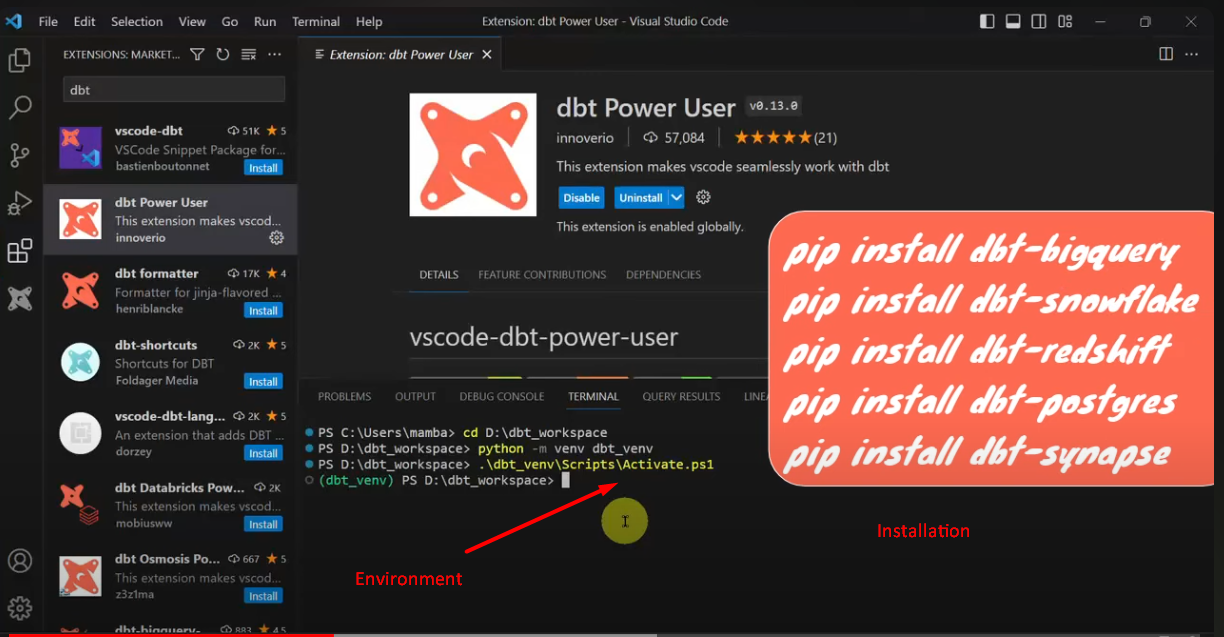 File Edit Selection View Go Run Terminal Help
Extension: dbt Power User - Visual Studio Code
EXTENSIONS: MARKET...
dbt
vscode-dbt 51K 5
VSCode Snippet Package for...
bastienboutonnet Install
dbt Power User
This extension makes vscod...
innoverio
dbt formatter 17K 4
Formatter for jinja-flavored ...
henriblancke Install
dbt-shortcuts 2K 5
Shortcuts for DBT
Foldager Media Install
vscode-dbt-lang... 2K 5
An extension that adds DBT ...
dorzey Install
dbt Databricks Pow... 2K
This extension makes vscod...
mobiusww Install
dbt Osmosis Po... 667 5
This extension makes vscod...
z3z1ma Install
dbt-bigquery- 883 4.5
Extension: dbt Power User
dbt Power User v0.13.0
innoverio 57,084 (21)
This extension makes vscode seamlessly work with dbt
Disable Uninstall
This extension is enabled globally.
DETAILS FEATURE CONTRIBUTIONS DEPENDENCIES
vscode-dbt-power-user
PROBLEMS OUTPUT DEBUG CONSOLE TERMINAL QUERY RESULTS LINEA
PS C:\Users\mamba> cd D:\dbt_workspace
PS D:\dbt_workspace> python -m venv dbt_venv
PS D:\dbt_workspace> .\dbt_venv\Scripts\Activate.ps1
(dbt_venv) PS D:\dbt_workspace>
Environment
pip install dbt-bigquery
pip install dbt-snowflake
pip install dbt-redshift
pip install dbt-postgres
pip install dbt-synapse
Installation